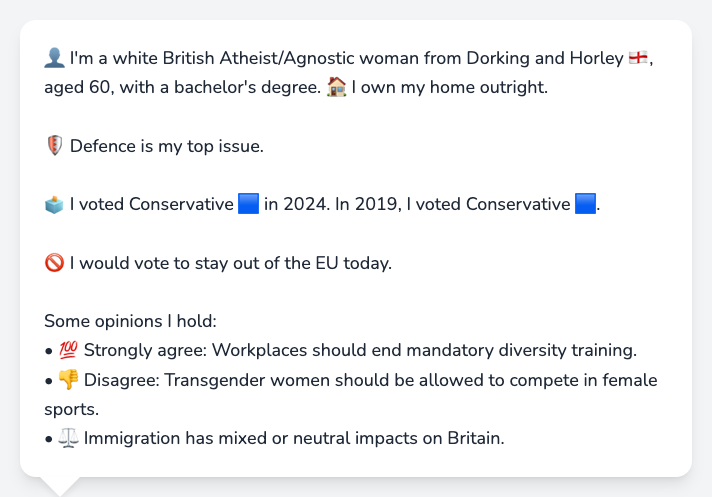 👤 I'm a white British Atheist/Agnostic woman from Dorking and Horley 🏴󠁧󠁢󠁥󠁮󠁧󠁿,
aged 60, with a bachelor's degree. 🏠 I own my home outright.
🛡️ Defence is my top issue.
🗳️ I voted Conservative 🟦 in 2024. In 2019, I voted Conservative 🟦.
🚫 I would vote to stay out of the EU today.
Some opinions I hold:
• 💯 Strongly agree: Workplaces should end mandatory diversity training.
• 👎 Disagree: Transgender women should be allowed to compete in female
sports.
• ⚖️ Immigration has mixed or neutral impacts on Britain.